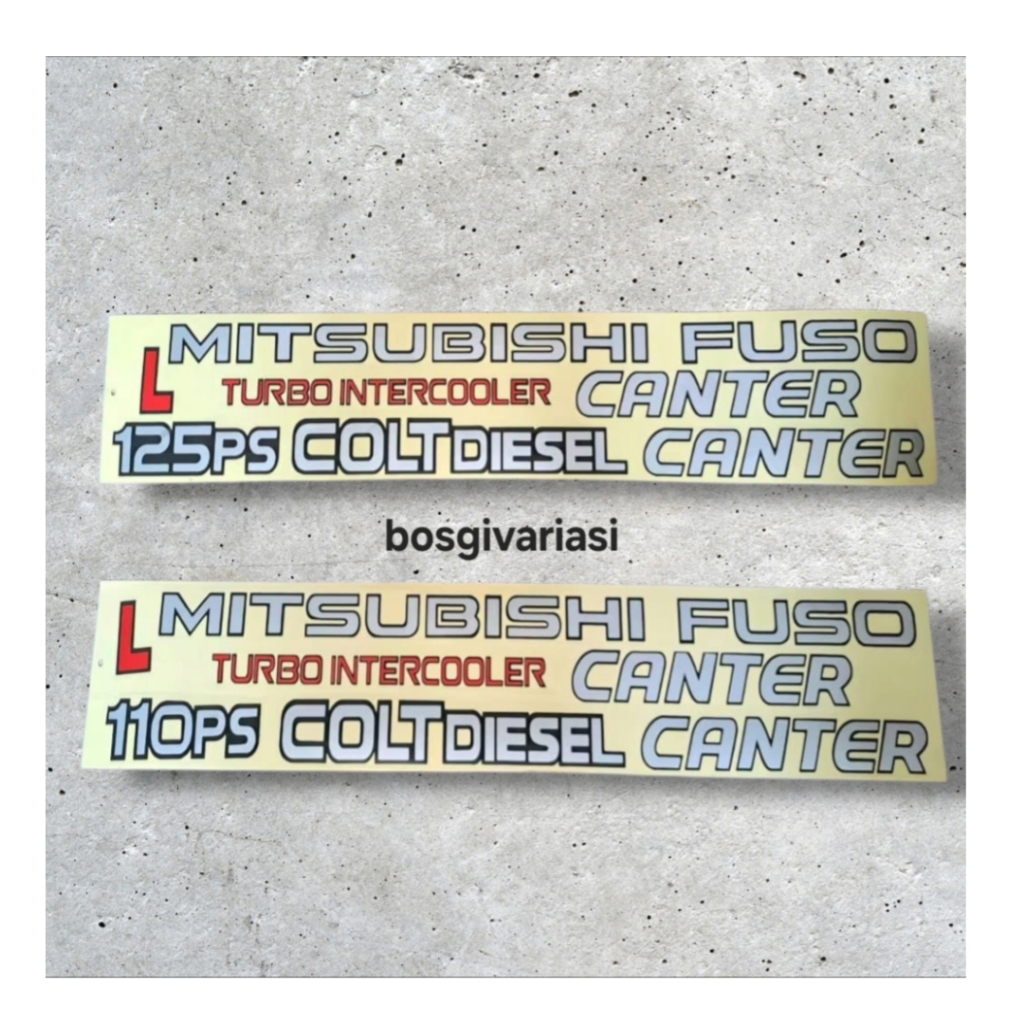 MITSUBISHI FUSO
L TURBO INTERCOOLER CANTER
125PS COLT DIESEL CANTER
bosgivariasi
L MITSUBISHI FUSO
TURBO INTERCOOLER CANTER
110PS COLT DIESEL CANTER